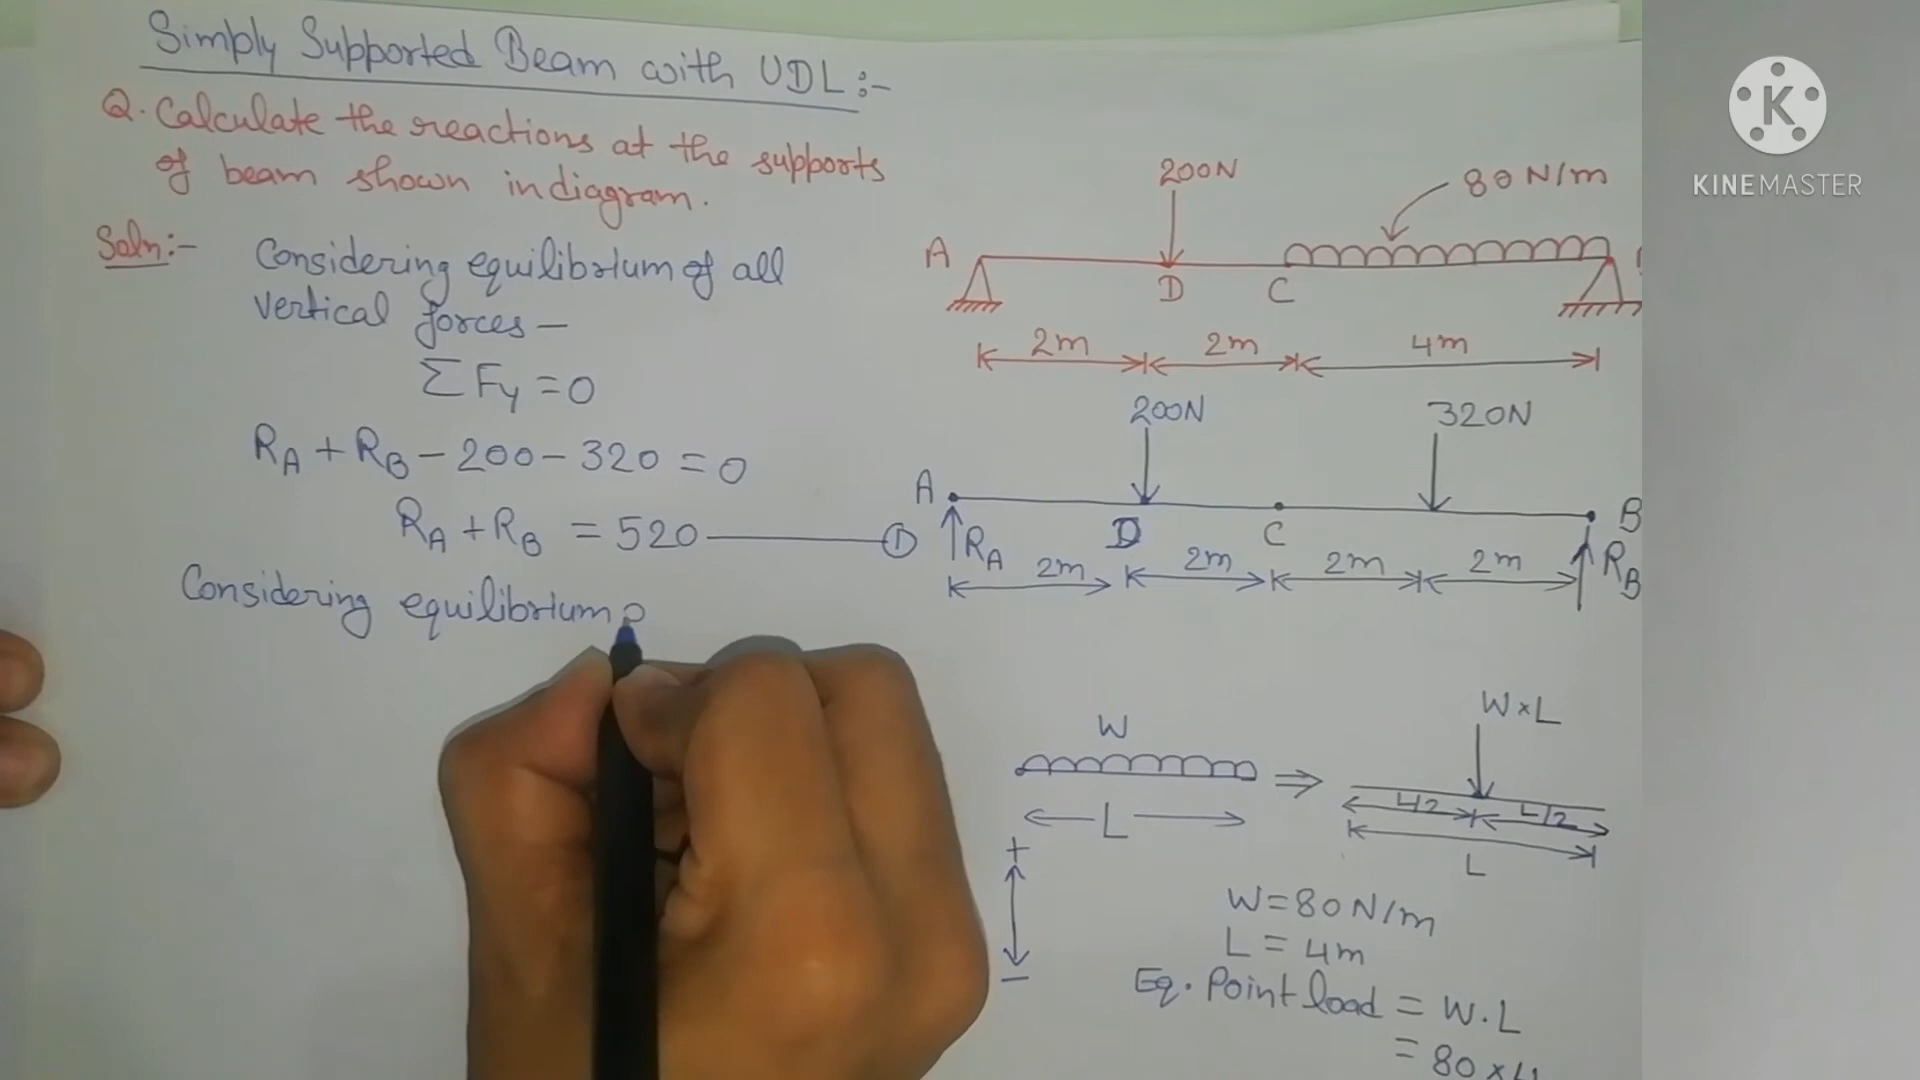 Simply Supported Beam with UDL:-
Q. Calculate the reactions at the supports
of beam shown in diagram.
Soln:- Considering equilibrium of all
vertical forces -
ΣFy = 0
RA + RB - 200 - 320 = 0
RA + RB = 520 ——— ①
Considering equilibrium o
200N
80 N/m
A
D
C
2m 2m 4m
200N
320N
A
D
C
B
RA
RB
2m 2m 2m 2m
W
L
⇒
W×L
L/2 L/2
L
+
-
W = 80 N/m
L = 4m
Eq. Point load = W.L
= 80 × 4
K
KINEMASTER